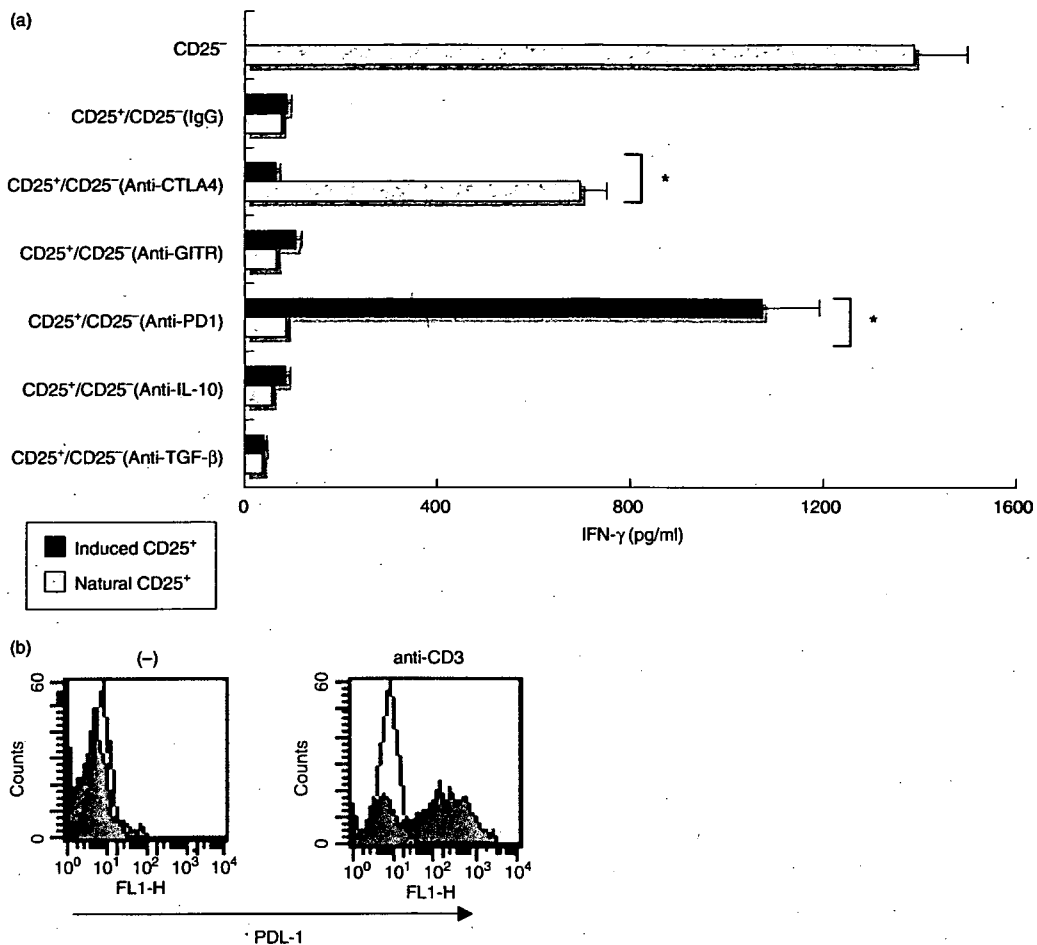 (a)
CD25⁻
CD25⁺/CD25⁻(IgG)
CD25⁺/CD25⁻(Anti-CTLA4)
*
CD25⁺/CD25⁻(Anti-GITR)
CD25⁺/CD25⁻(Anti-PD1)
*
CD25⁺/CD25⁻(Anti-IL-10)
CD25⁺/CD25⁻(Anti-TGF-β)
0 400 800 1200 1600
IFN-γ (pg/ml)
Induced CD25⁺
Natural CD25⁺
(b)
(–) anti-CD3
60 60
Counts Counts
0 0
10⁰ 10¹ 10² 10³ 10⁴ 10⁰ 10¹ 10² 10³ 10⁴
FL1-H FL1-H
PDL-1